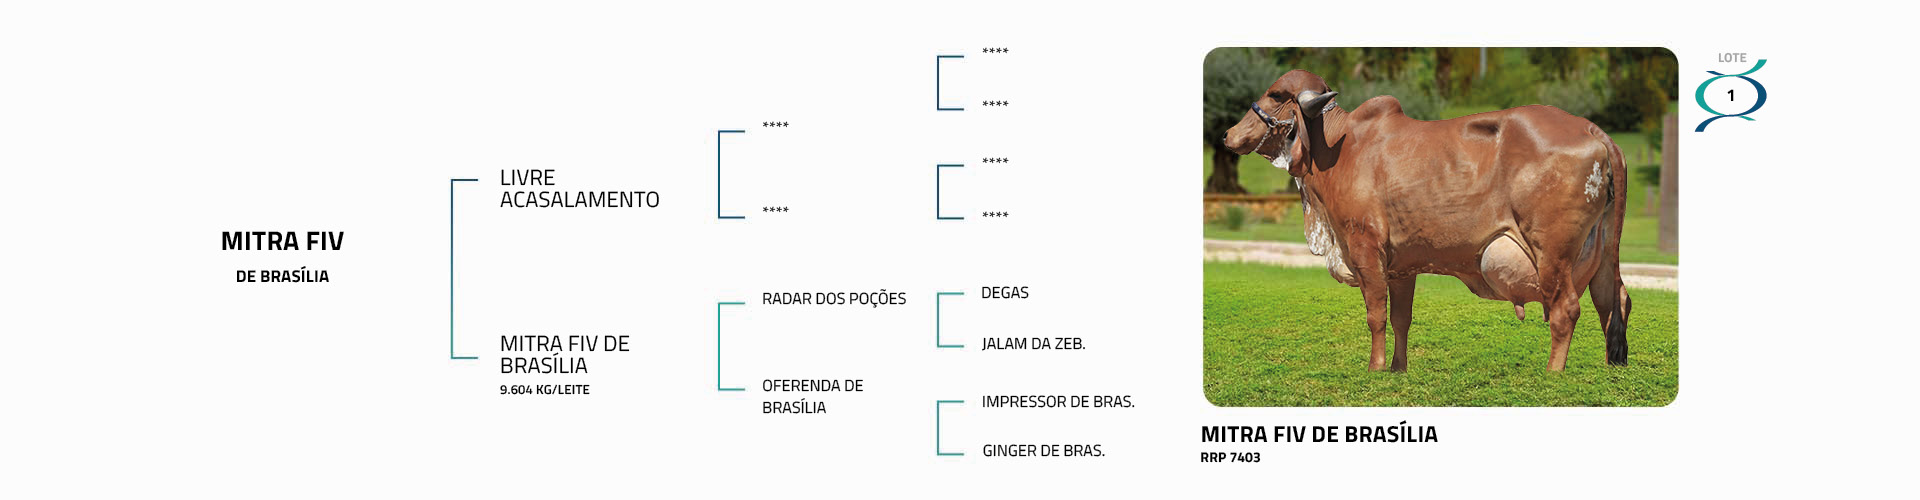 MITRA FIV
DE BRASÍLIA
LIVRE
ACASALAMENTO
MITRA FIV DE
BRASÍLIA
9.604 KG/LEITE
****
****
RADAR DOS POÇÕES
OFERENDA DE
BRASÍLIA
****
****
****
****
DEGAS
JALAM DA ZEB.
IMPRESSOR DE BRAS.
GINGER DE BRAS.
LOTE
1
MITRA FIV DE BRASÍLIA
RRP 7403